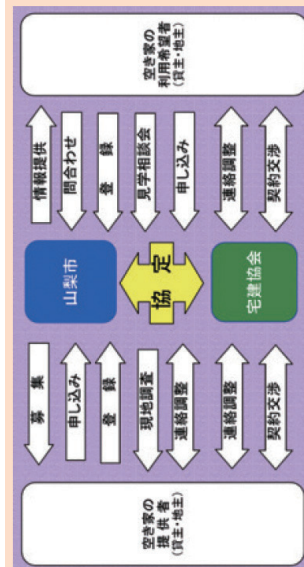 空き家の
提供者
(貸主・地主)
募集
申し込み
登録
現地調査
連絡調整
連絡調整
契約交渉
山梨市
協定
宅建協会
情報提供
問合わせ
登録
見学相談会
申し込み
連絡調整
契約交渉
空き家の
利用希望者
(貸主・地主)